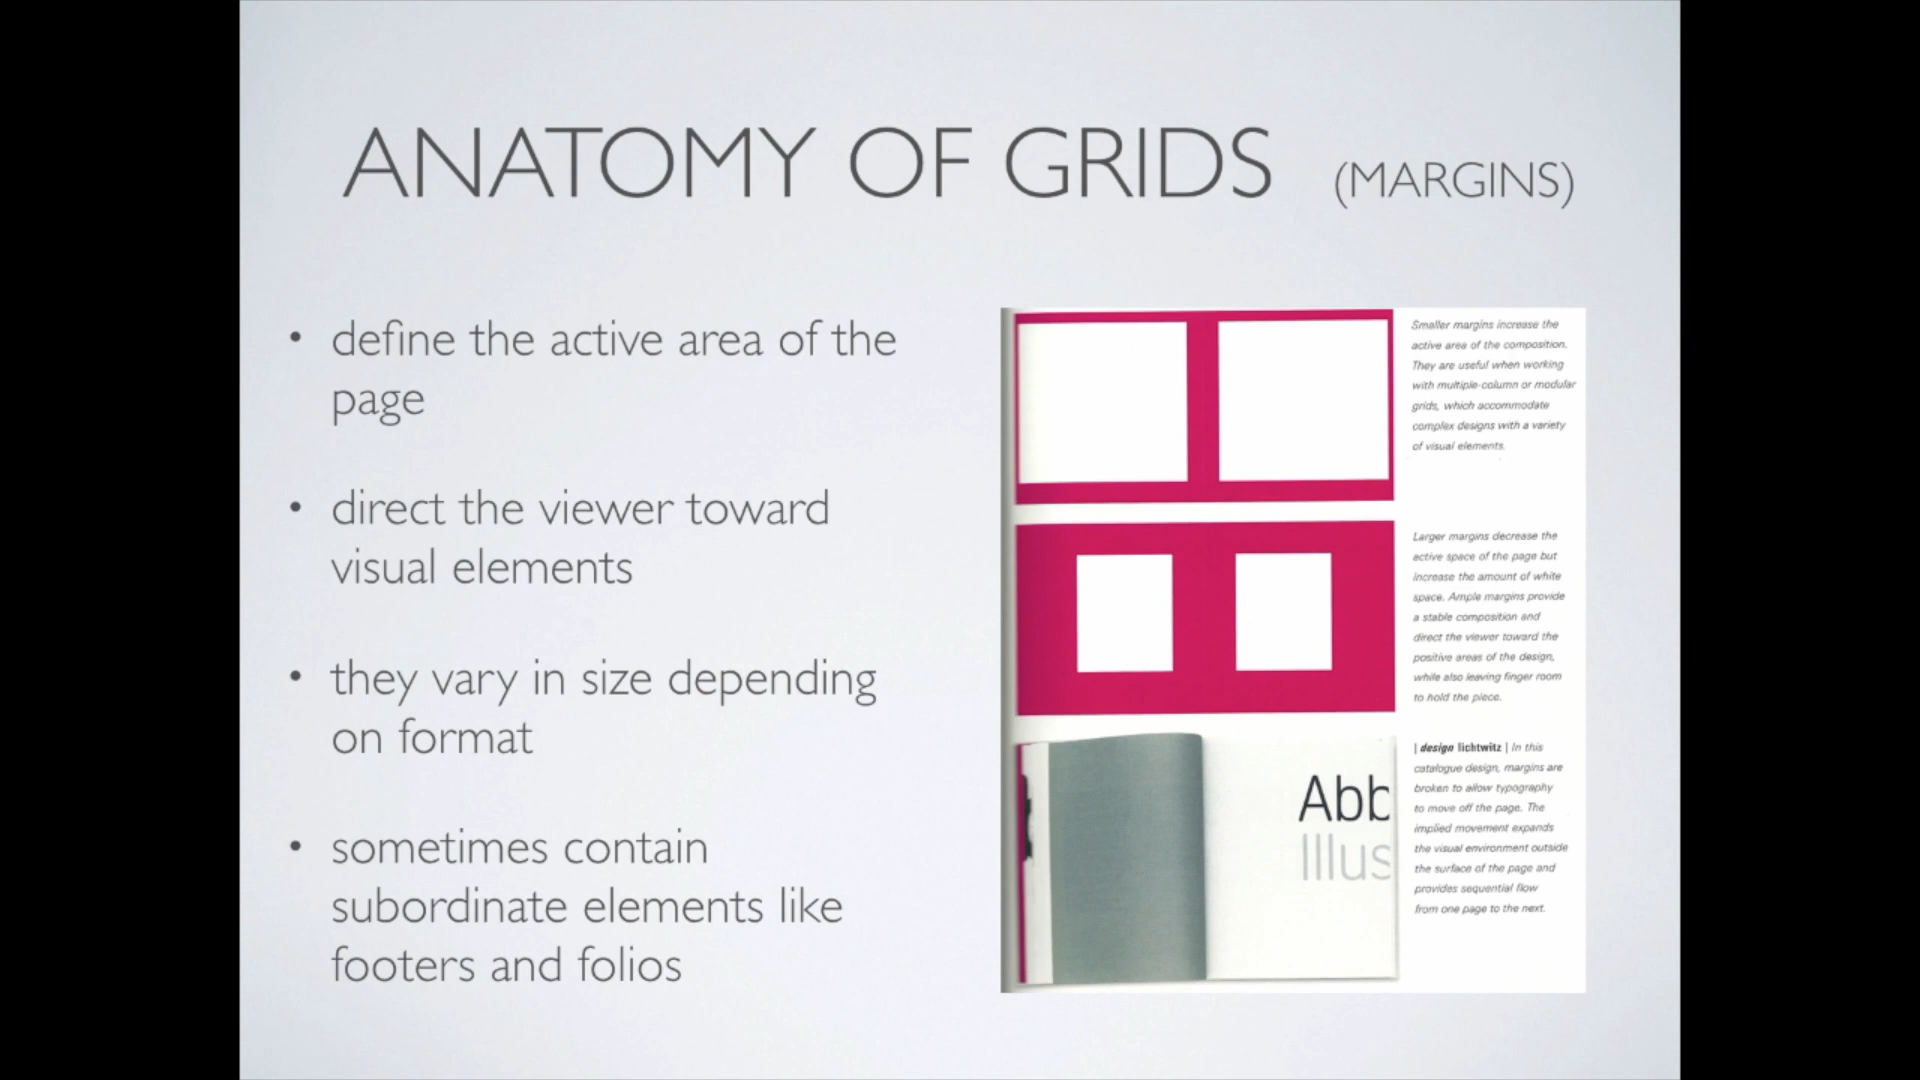 ANATOMY OF GRIDS (MARGINS)
• define the active area of the
page
• direct the viewer toward
visual elements
• they vary in size depending
on format
• sometimes contain
subordinate elements like
footers and folios
Smaller margins increase the
active area of the composition.
They are useful when working
with multiple-column or modular
grids, which accommodate
complex designs with a variety
of visual elements.
Larger margins decrease the
active space of the page but
increase the amount of white
space. Ample margins provide
a stable composition and
direct the viewer toward the
positive areas of the design,
while also leaving finger room
to hold the piece.
Abb
Illus
| design lichtwitz | In this
catalogue design, margins are
broken to allow typography
to move off the page. The
implied movement expands
the visual environment outside
the surface of the page and
provides sequential flow
from one page to the next.